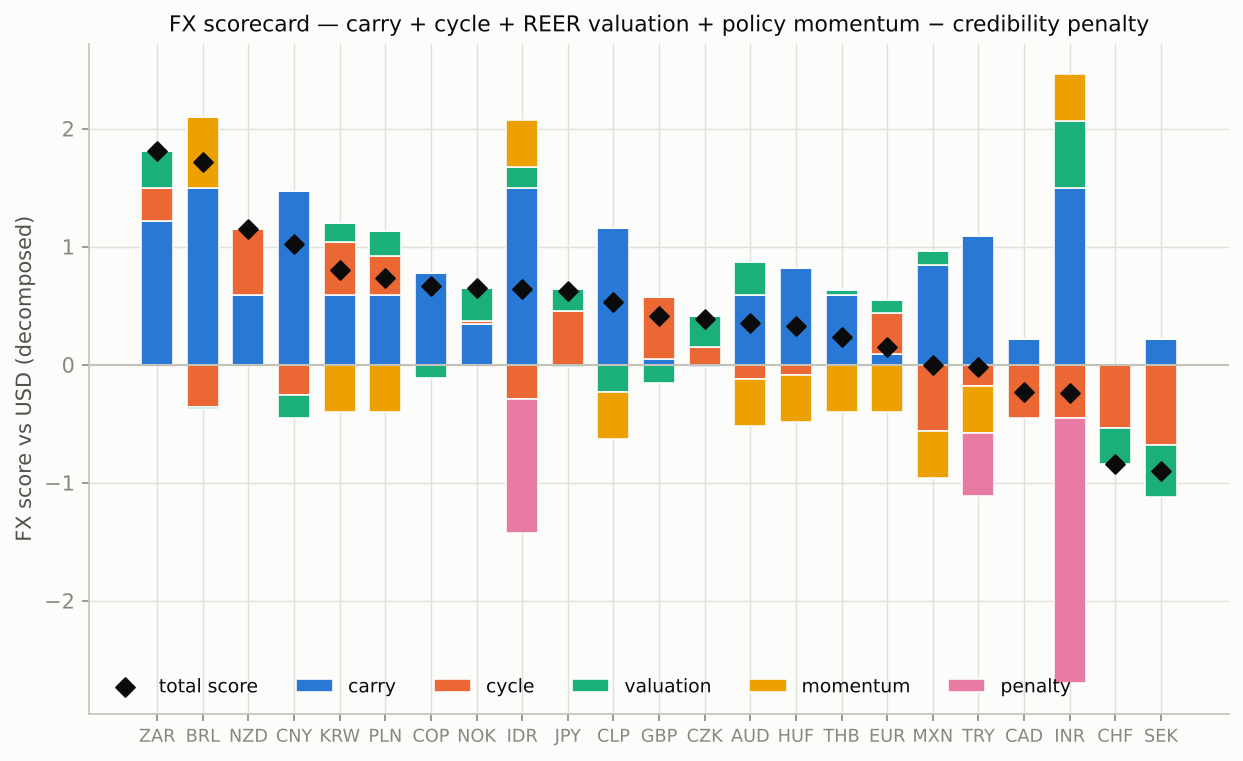 FX scorecard — carry + cycle + REER valuation + policy momentum − credibility penalty
FX score vs USD (decomposed)
2
1
0
−1
−2
total score carry cycle valuation momentum penalty
ZAR BRL NZD CNY KRW PLN COP NOK IDR JPY CLP GBP CZK AUD HUF THB EUR MXN TRY CAD INR CHF SEK